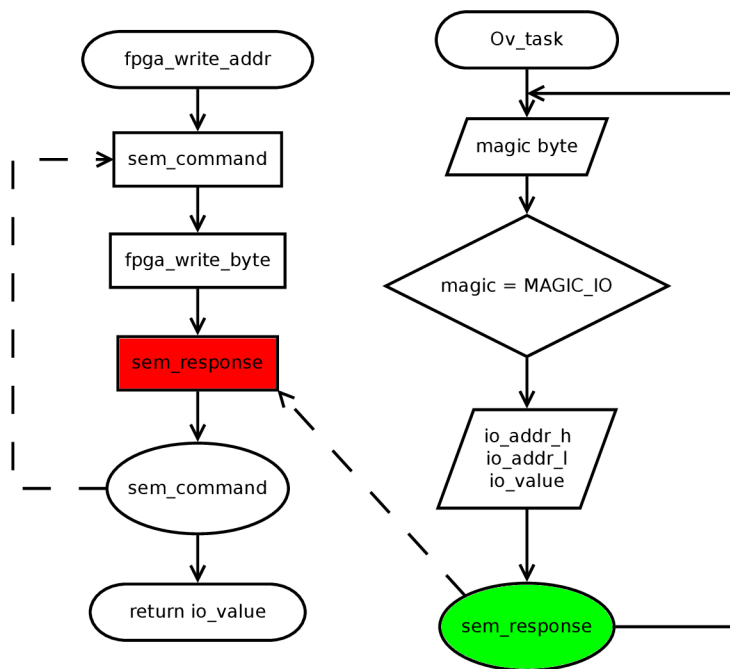 fpga_write_addr
sem_command
fpga_write_byte
sem_response
sem_command
return io_value
Ov_task
magic byte
magic = MAGIC_IO
io_addr_h
io_addr_l
io_value
sem_response